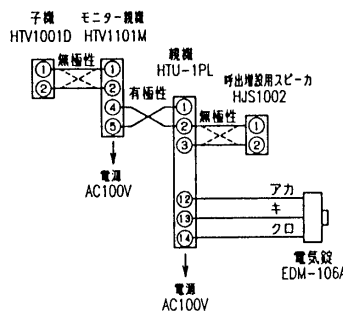 子機
HTV1001D
モニター親機
HTV1101M
無極性
① ①
② ②
④
⑤
有極性
親機
HTU-1PL
呼出増設用スピーカ
HJS1002
無極性
①
② ①
③ ②
電源
AC100V
⑫ アカ
⑬ キ
⑭ クロ
電気錠
EDM-106A
電源
AC100V